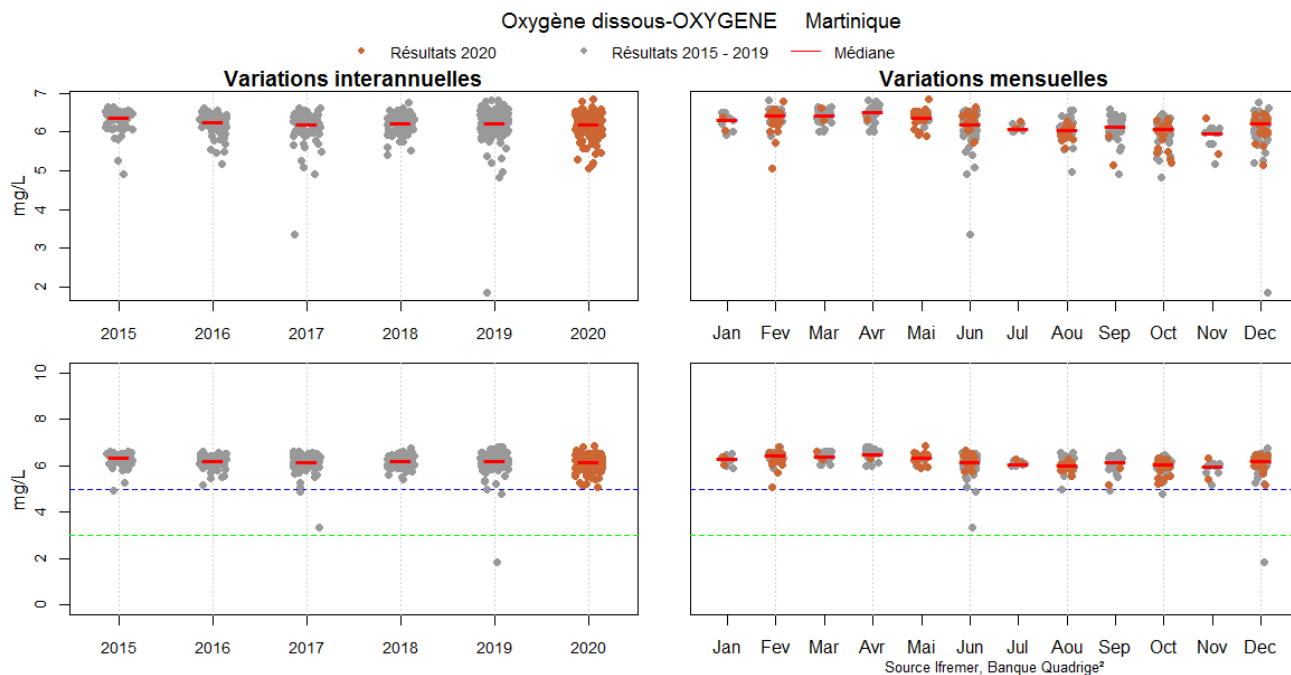 Oxygène dissous-OXYGENE Martinique
Résultats 2020 Résultats 2015 - 2019 Médiane
Variations interannuelles
7
6
5
4
3
2
mg/L
2015 2016 2017 2018 2019 2020
Variations mensuelles
Jan Fev Mar Avr Mai Jun Jul Aou Sep Oct Nov Dec
10
8
6
4
2
0
mg/L
2015 2016 2017 2018 2019 2020
Jan Fev Mar Avr Mai Jun Jul Aou Sep Oct Nov Dec
Source Ifremer, Banque Quadrige²